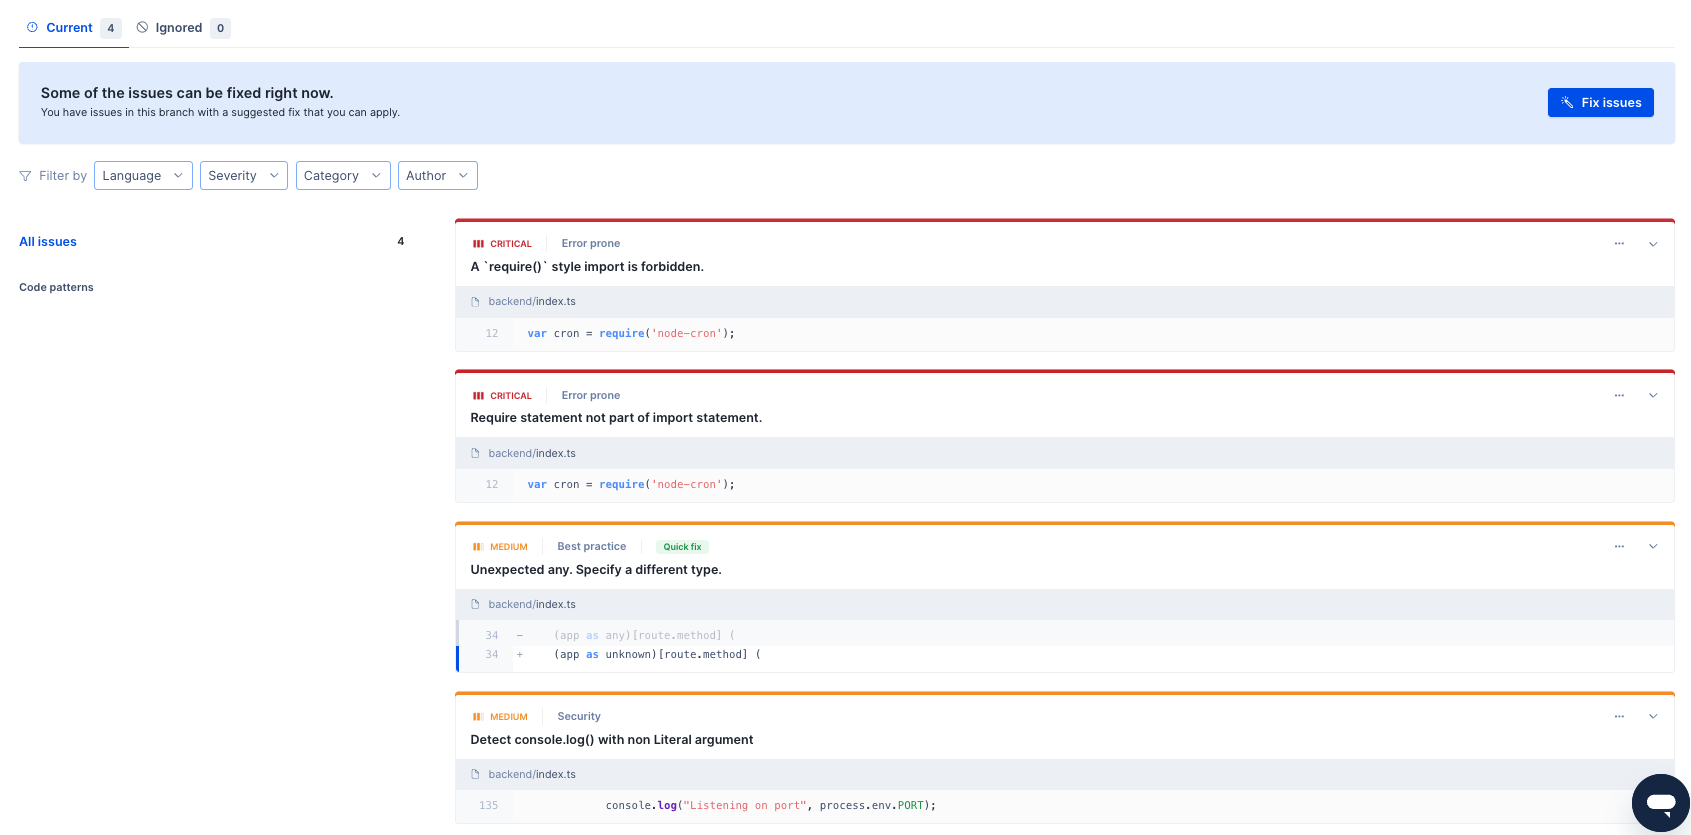 Current 4 Ignored 0
Some of the issues can be fixed right now.
You have issues in this branch with a suggested fix that you can apply.
Fix issues
Filter by Language Severity Category Author
All issues 4
Code patterns
CRITICAL Error prone
A `require()` style import is forbidden.
backend/index.ts
12 var cron = require('node-cron');
CRITICAL Error prone
Require statement not part of import statement.
backend/index.ts
12 var cron = require('node-cron');
MEDIUM Best practice Quick fix
Unexpected any. Specify a different type.
backend/index.ts
34 − (app as any)[route.method] (
34 + (app as unknown)[route.method] (
MEDIUM Security
Detect console.log() with non Literal argument
backend/index.ts
135 console.log("Listening on port", process.env.PORT);